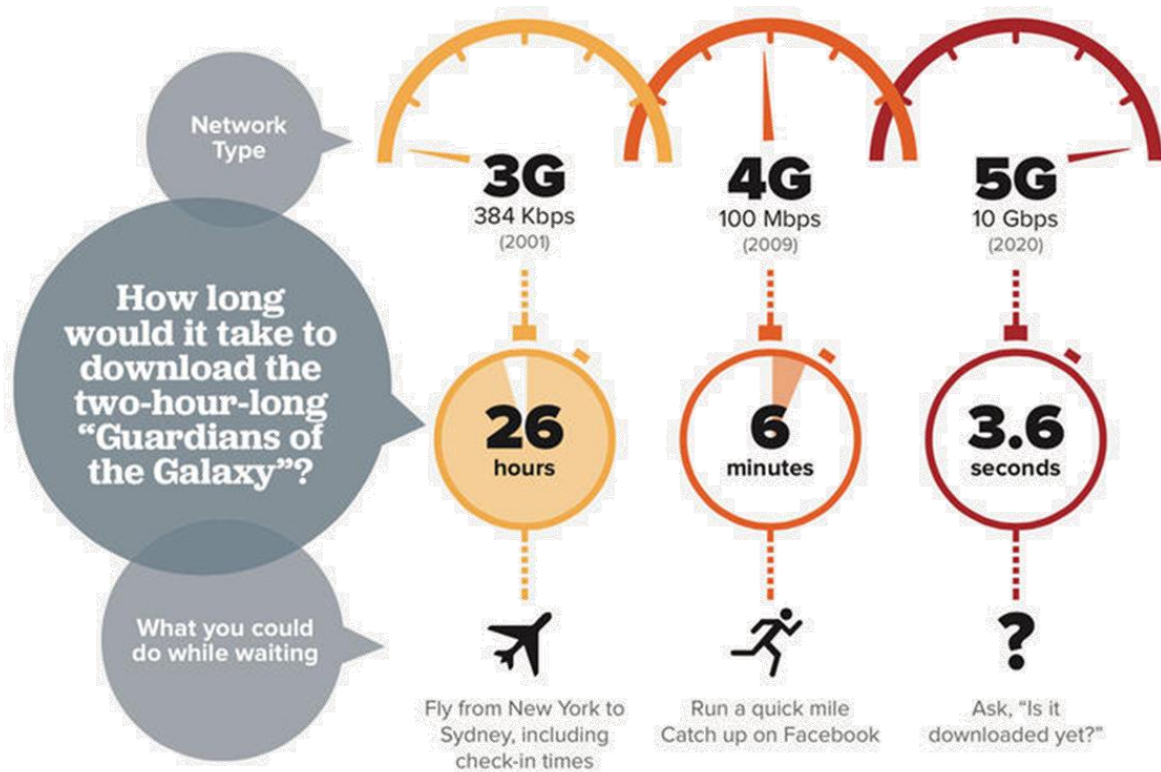 Network
Type
3G
384 Kbps
(2001)
4G
100 Mbps
(2009)
5G
10 Gbps
(2020)
How long
would it take to
download the
two-hour-long
“Guardians of
the Galaxy”?
26
hours
6
minutes
3.6
seconds
What you could
do while waiting
?
Fly from New York to
Sydney, including
check-in times
Run a quick mile
Catch up on Facebook
Ask, “Is it
downloaded yet?”